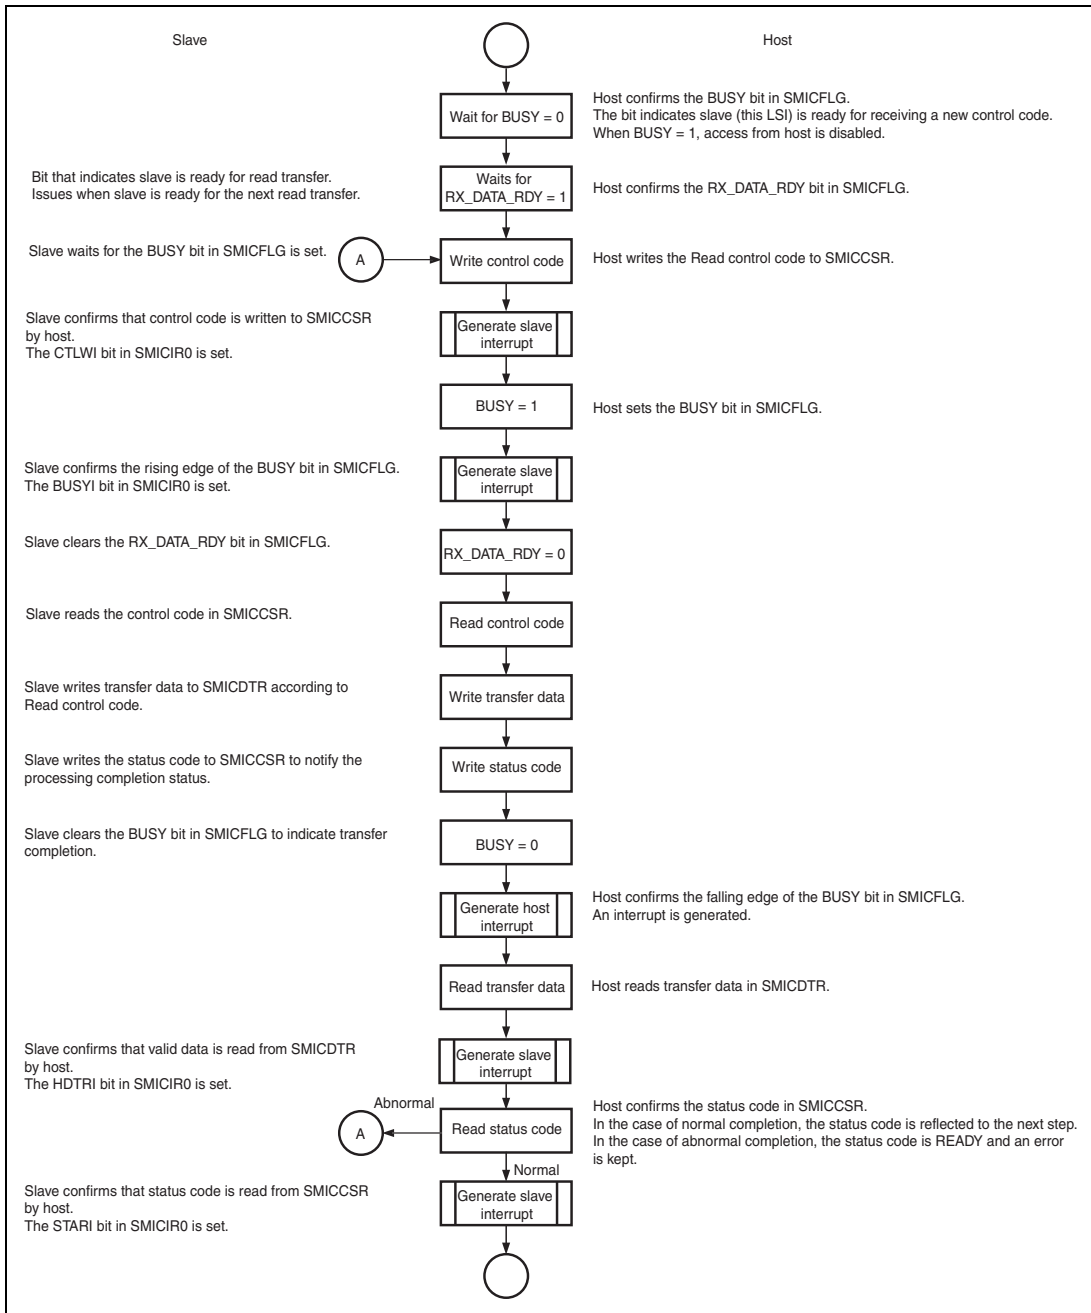 Slave
Host
Wait for BUSY = 0
Host confirms the BUSY bit in SMICFLG.
The bit indicates slave (this LSI) is ready for receiving a new control code.
When BUSY = 1, access from host is disabled.
Bit that indicates slave is ready for read transfer.
Issues when slave is ready for the next read transfer.
Waits for
RX_DATA_RDY = 1
Host confirms the RX_DATA_RDY bit in SMICFLG.
Slave waits for the BUSY bit in SMICFLG is set.
A
Write control code
Host writes the Read control code to SMICCSR.
Slave confirms that control code is written to SMICCSR
by host.
The CTLWI bit in SMICIR0 is set.
Generate slave
interrupt
BUSY = 1
Host sets the BUSY bit in SMICFLG.
Slave confirms the rising edge of the BUSY bit in SMICFLG.
The BUSYI bit in SMICIR0 is set.
Generate slave
interrupt
Slave clears the RX_DATA_RDY bit in SMICFLG.
RX_DATA_RDY = 0
Slave reads the control code in SMICCSR.
Read control code
Slave writes transfer data to SMICDTR according to
Read control code.
Write transfer data
Slave writes the status code to SMICCSR to notify the
processing completion status.
Write status code
Slave clears the BUSY bit in SMICFLG to indicate transfer
completion.
BUSY = 0
Generate host
interrupt
Host confirms the falling edge of the BUSY bit in SMICFLG.
An interrupt is generated.
Read transfer data
Host reads transfer data in SMICDTR.
Slave confirms that valid data is read from SMICDTR
by host.
The HDTRI bit in SMICIR0 is set.
Generate slave
interrupt
Abnormal
A
Read status code
Host confirms the status code in SMICCSR.
In the case of normal completion, the status code is reflected to the next step.
In the case of abnormal completion, the status code is READY and an error
is kept.
Normal
Slave confirms that status code is read from SMICCSR
by host.
The STARI bit in SMICIR0 is set.
Generate slave
interrupt